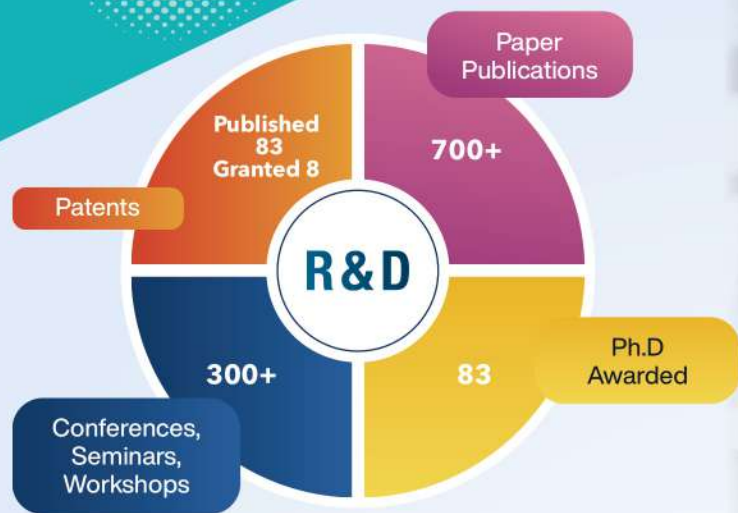 Paper
Publications
Published
83
Granted 8
700+
Patents
R&D
300+
83
Ph.D
Awarded
Conferences,
Seminars,
Workshops